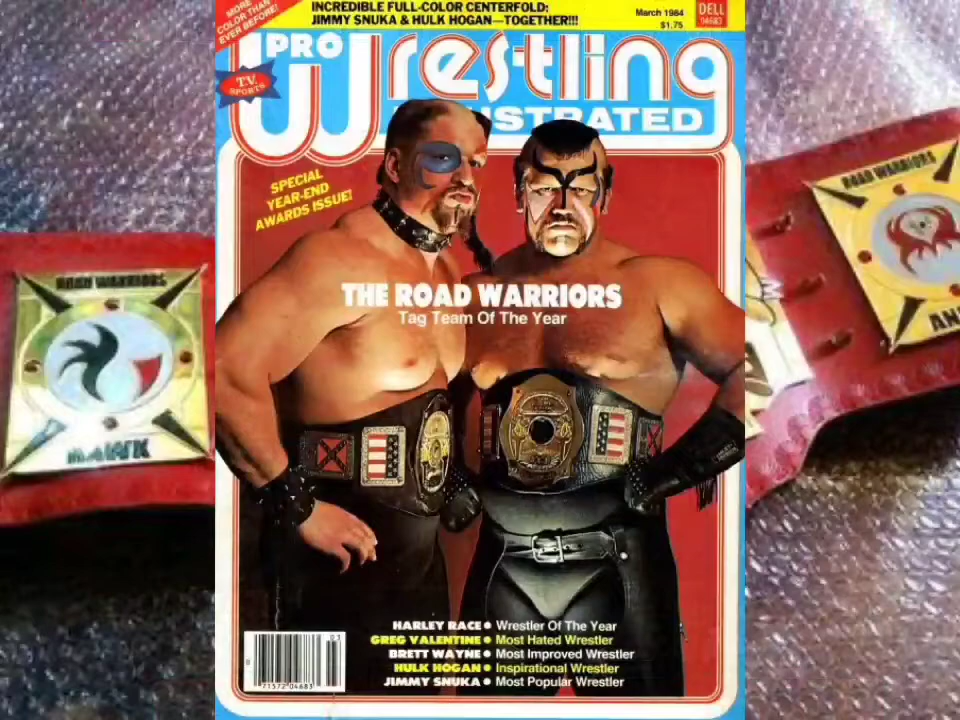 MORE
COLOR THAN
EVER BEFORE!
INCREDIBLE FULL-COLOR CENTERFOLD:
JIMMY SNUKA & HULK HOGAN—TOGETHER!!!
March 1984
$1.75
DELL
04683
PRO
Wrestling
ILLUSTRATED
T.V.
SPORTS
SPECIAL
YEAR-END
AWARDS ISSUE!
THE ROAD WARRIORS
Tag Team Of The Year
HARLEY RACE • Wrestler Of The Year
GREG VALENTINE • Most Hated Wrestler
BRETT WAYNE • Most Improved Wrestler
HULK HOGAN • Inspirational Wrestler
JIMMY SNUKA • Most Popular Wrestler
03
71572 04683
ROAD WARRIORS
HAWK
ROAD WARRIORS